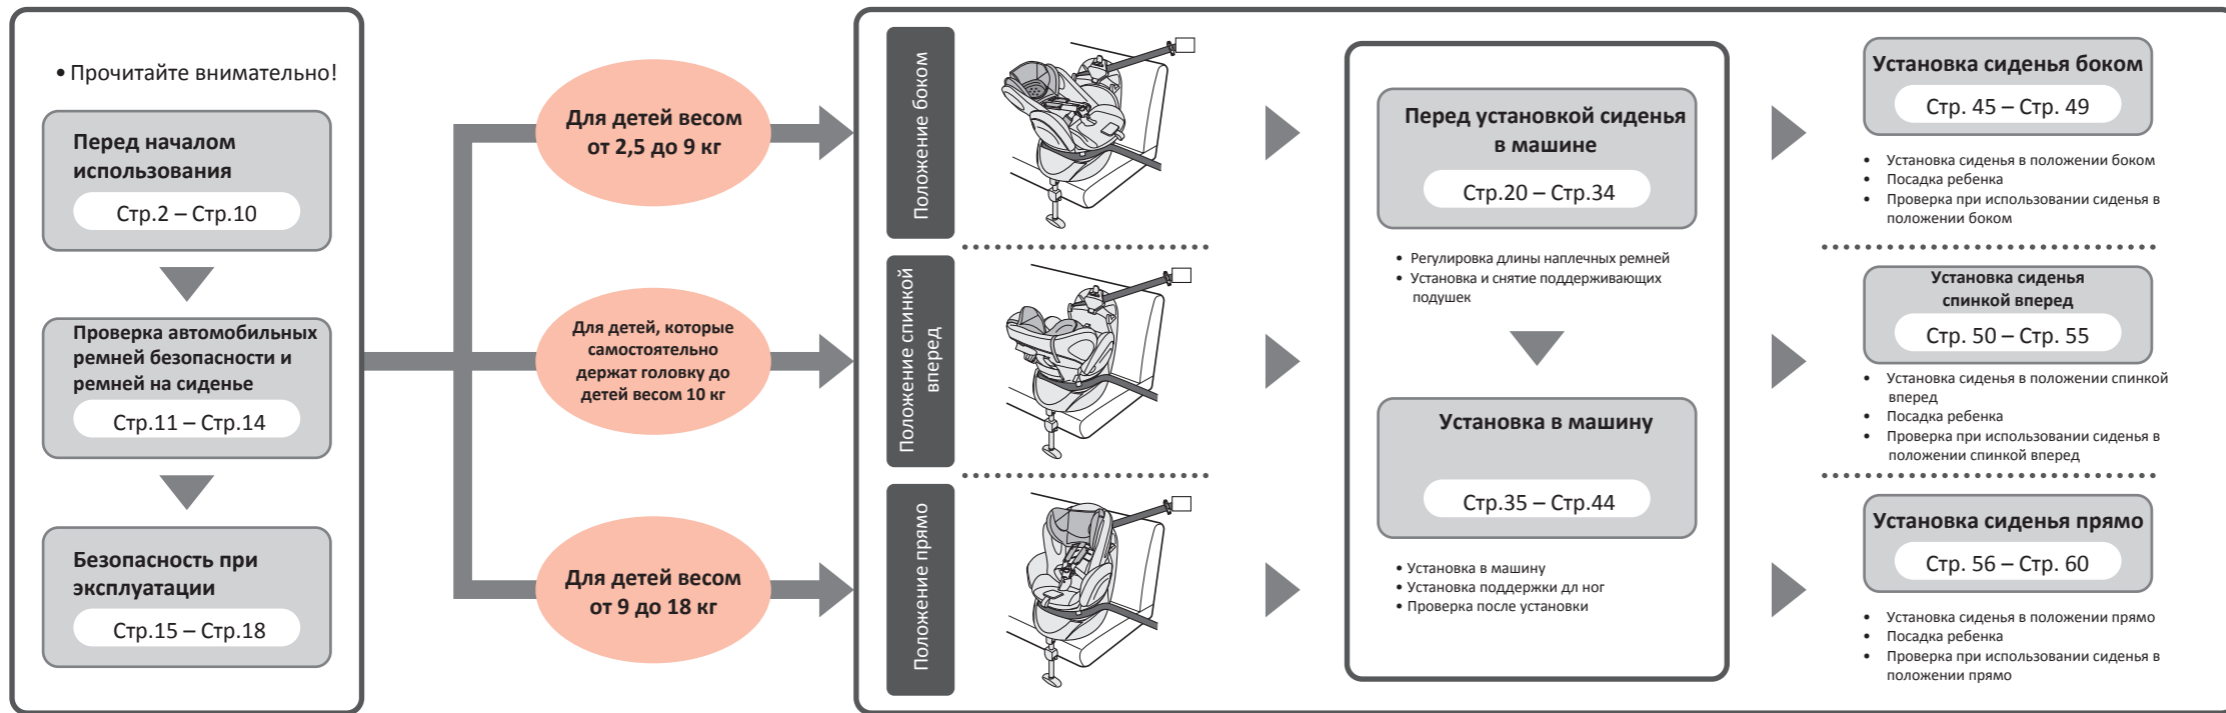 • Прочитайте внимательно!
Перед началом
использования
Стр.2 – Стр.10
Проверка автомобильных
ремней безопасности и
ремней на сиденье
Стр.11 – Стр.14
Безопасность при
эксплуатации
Стр.15 – Стр.18
Для детей весом
от 2,5 до 9 кг
Для детей, которые
самостоятельно
держат головку до
детей весом 10 кг
Для детей весом
от 9 до 18 кг
Положение боком
Положение спинкой
вперед
Положение прямо
Перед установкой сиденья
в машине
Стр.20 – Стр.34
• Регулировка длины наплечных ремней
• Установка и снятие поддерживающих
подушек
Установка в машину
Стр.35 – Стр.44
• Установка в машину
• Установка поддержки дл ног
• Проверка после установки
Установка сиденья боком
Стр. 45 – Стр. 49
• Установка сиденья в положении боком
• Посадка ребенка
• Проверка при использовании сиденья в
положении боком
Установка сиденья
спинкой вперед
Стр. 50 – Стр. 55
• Установка сиденья в положении спинкой
вперед
• Посадка ребенка
• Проверка при использовании сиденья в
положении спинкой вперед
Установка сиденья прямо
Стр. 56 – Стр. 60
• Установка сиденья в положении прямо
• Посадка ребенка
• Проверка при использовании сиденья в
положении прямо